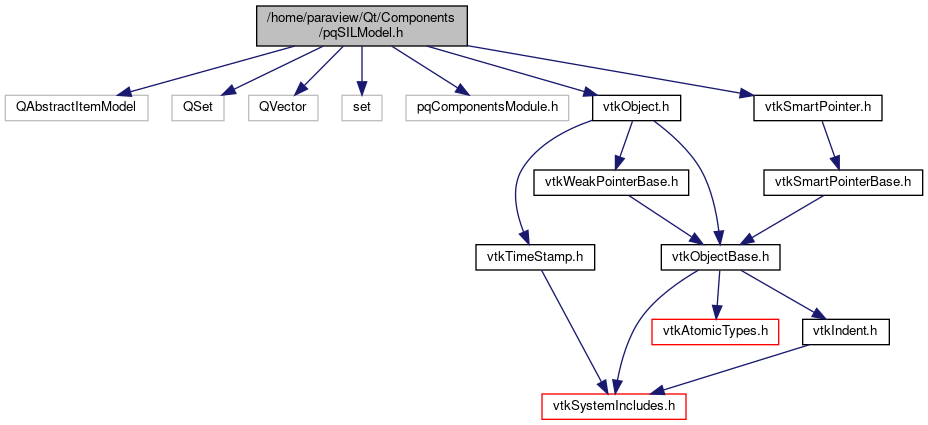 /home/paraview/Qt/Components
/pqSILModel.h
QAbstractItemModel
QSet
QVector
set
pqComponentsModule.h
vtkObject.h
vtkSmartPointer.h
vtkWeakPointerBase.h
vtkSmartPointerBase.h
vtkTimeStamp.h
vtkObjectBase.h
vtkAtomicTypes.h
vtkIndent.h
vtkSystemIncludes.h